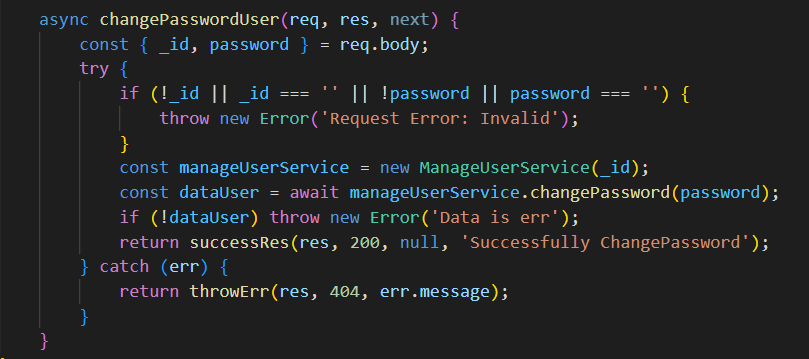 async changePasswordUser(req, res, next) {
const { _id, password } = req.body;
try {
if (!_id || _id === '' || !password || password === '') {
throw new Error('Request Error: Invalid');
}
const manageUserService = new ManageUserService(_id);
const dataUser = await manageUserService.changePassword(password);
if (!dataUser) throw new Error('Data is err');
return successRes(res, 200, null, 'Successfully ChangePassword');
} catch (err) {
return throwErr(res, 404, err.message);
}
}